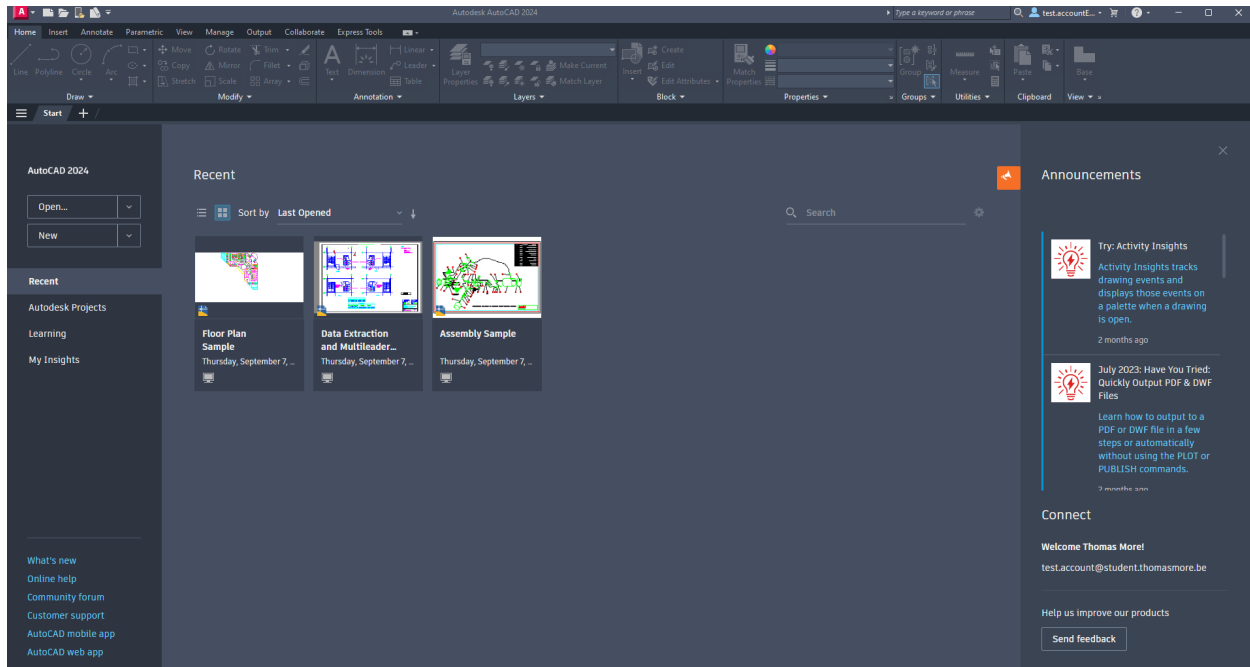 Autodesk AutoCAD 2024
Type a keyword or phrase
test.accountE...
Home Insert Annotate Parametric View Manage Output Collaborate Express Tools
Line Polyline Circle Arc
Move Rotate Trim
Copy Mirror Fillet
Stretch Scale Array
Text Dimension
Linear
Leader
Table
Layer Properties
Make Current
Match Layer
Insert
Create
Edit
Edit Attributes
Match Properties
Group
Measure
Paste
Base
Draw Modify Annotation Layers Block Properties Groups Utilities Clipboard View
Start
AutoCAD 2024
Open...
New
Recent
Autodesk Projects
Learning
My Insights
What's new
Online help
Community forum
Customer support
AutoCAD mobile app
AutoCAD web app
Recent
Sort by Last Opened
Search
Floor Plan
Sample
Thursday, September 7, ...
Data Extraction
and Multileader...
Thursday, September 7, ...
Assembly Sample
Thursday, September 7, ...
Announcements
Try: Activity Insights
Activity Insights tracks
drawing events and
displays those events on
a palette when a drawing
is open.
2 months ago
July 2023: Have You Tried:
Quickly Output PDF & DWF
Files
Learn how to output to a
PDF or DWF file in a few
steps or automatically
without using the PLOT or
PUBLISH commands.
2 months ago
Connect
Welcome Thomas More!
test.account@student.thomasmore.be
Help us improve our products
Send feedback